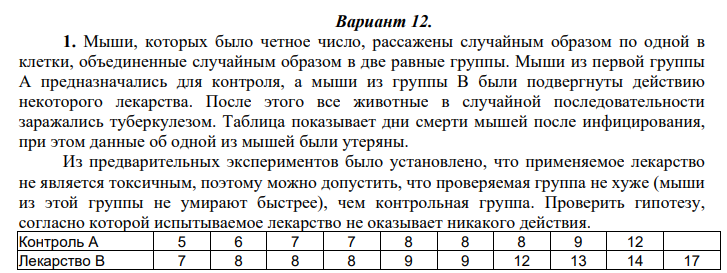 Вариант 12.
1. Мыши, которых было четное число, рассажены случайным образом по одной в
клетки, объединенные случайным образом в две равные группы. Мыши из первой группы
А предназначались для контроля, а мыши из группы В были подвергнуты действию
некоторого лекарства. После этого все животные в случайной последовательности
заражались туберкулезом. Таблица показывает дни смерти мышей после инфицирования,
при этом данные об одной из мышей были утеряны.
Из предварительных экспериментов было установлено, что применяемое лекарство
не является токсичным, поэтому можно допустить, что проверяемая группа не хуже (мыши
из этой группы не умирают быстрее), чем контрольная группа. Проверить гипотезу,
согласно которой испытываемое лекарство не оказывает никакого действия.
Контроль А 5 6 7 7 8 8 8 9 12
Лекарство В 7 8 8 8 9 9 12 13 14 17